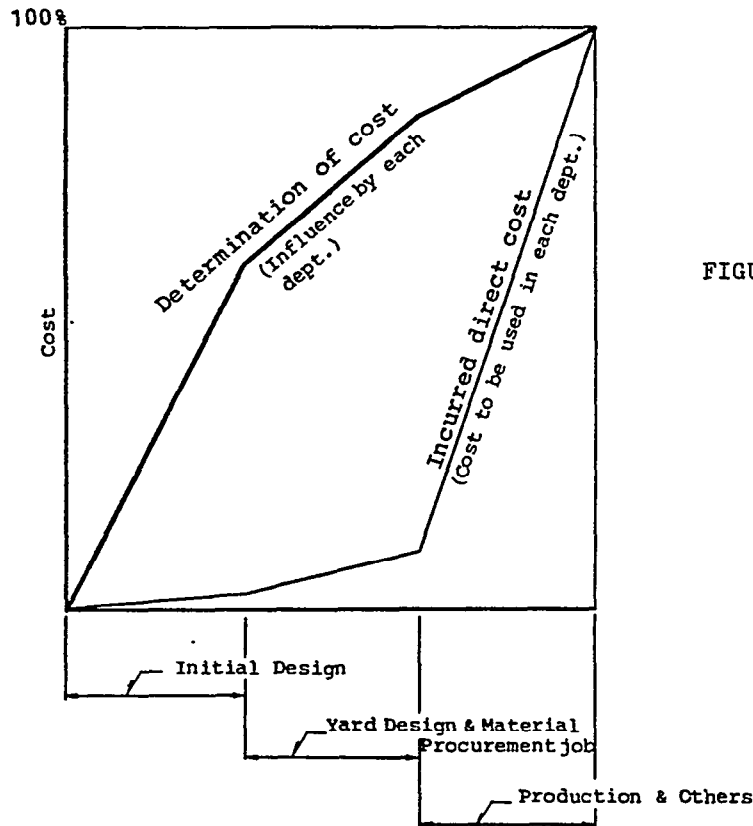 100%
Determination of cost
(Influence by each
dept.)
Incurred direct cost
(Cost to be used in each dept.)
Cost
FIGU
Initial Design
Yard Design & Material
Procurement job
Production & Others